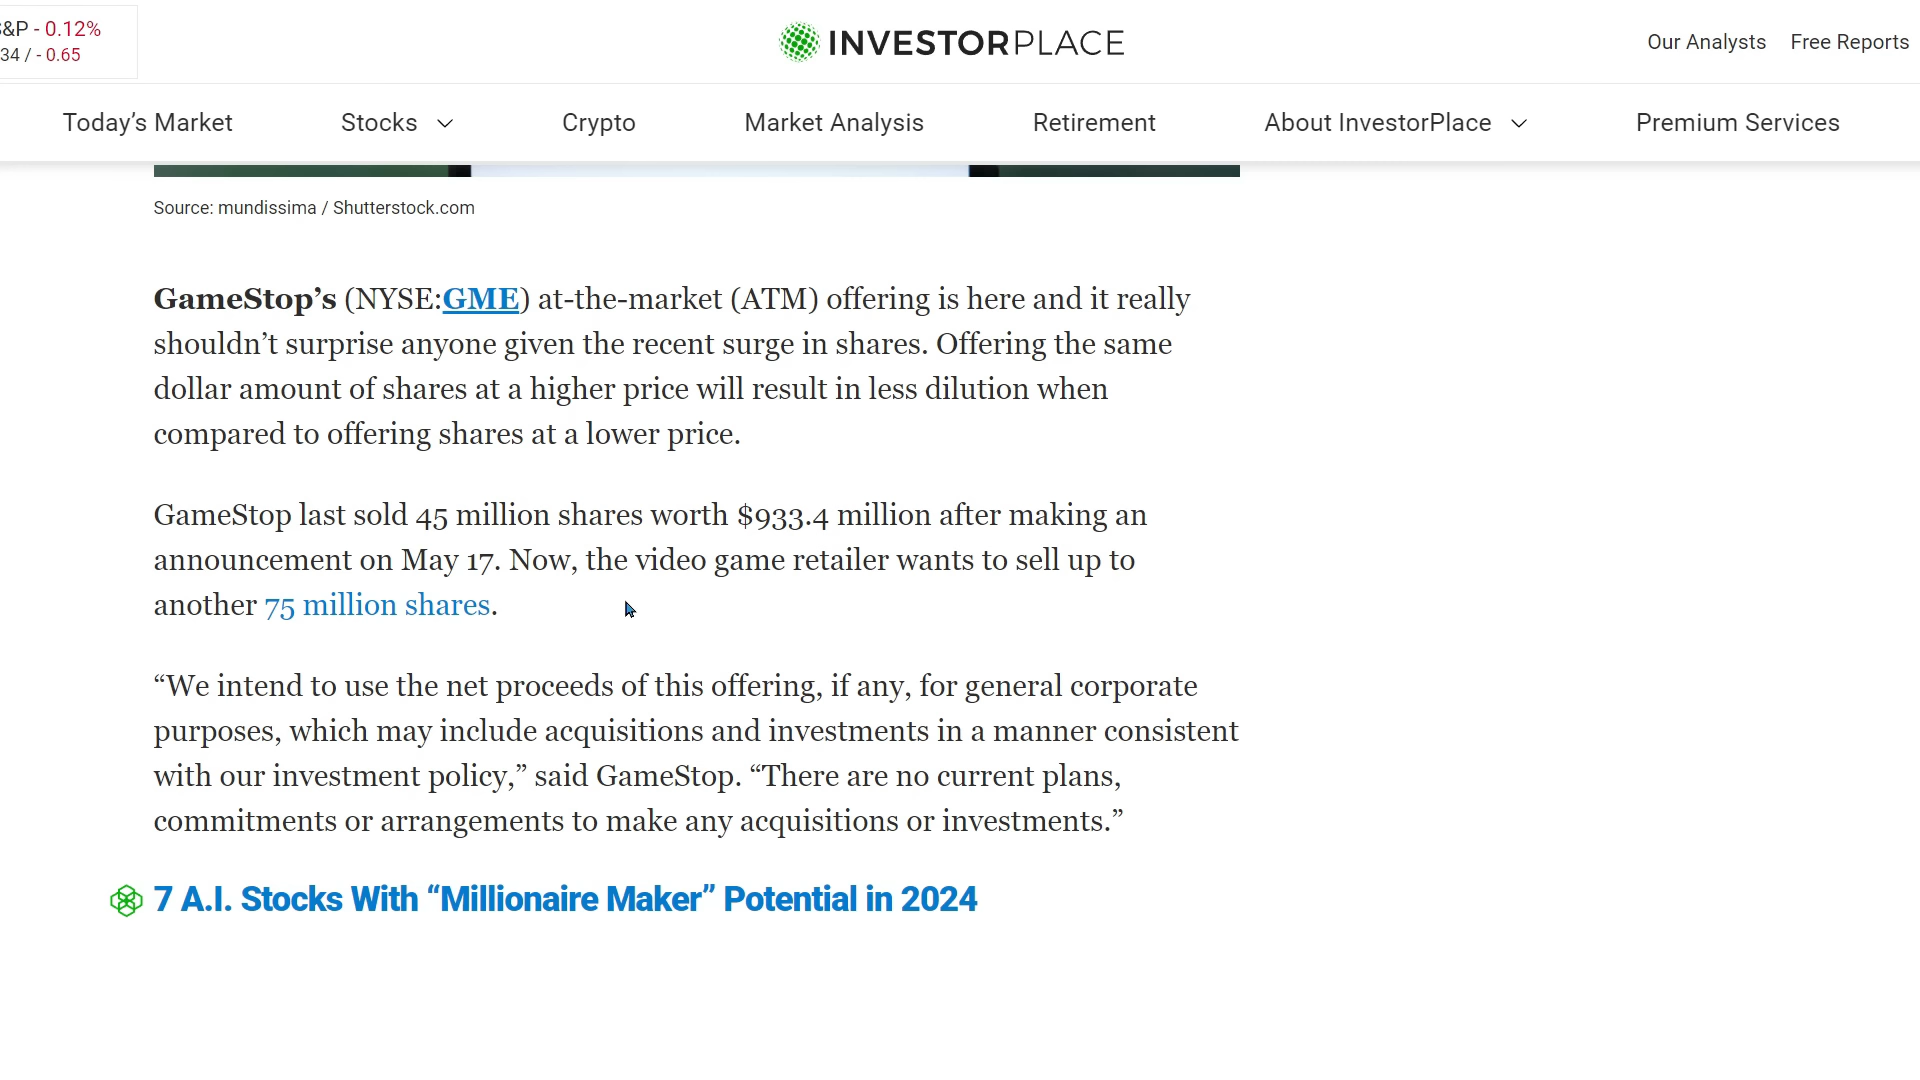 &P - 0.12%
34 / - 0.65
INVESTORPLACE
Our Analysts Free Reports
Today’s Market Stocks Crypto Market Analysis Retirement About InvestorPlace Premium Services
Source: mundissima / Shutterstock.com
GameStop’s (NYSE:GME) at-the-market (ATM) offering is here and it really
shouldn’t surprise anyone given the recent surge in shares. Offering the same
dollar amount of shares at a higher price will result in less dilution when
compared to offering shares at a lower price.
GameStop last sold 45 million shares worth $933.4 million after making an
announcement on May 17. Now, the video game retailer wants to sell up to
another 75 million shares.
“We intend to use the net proceeds of this offering, if any, for general corporate
purposes, which may include acquisitions and investments in a manner consistent
with our investment policy,” said GameStop. “There are no current plans,
commitments or arrangements to make any acquisitions or investments.”
7 A.I. Stocks With “Millionaire Maker” Potential in 2024